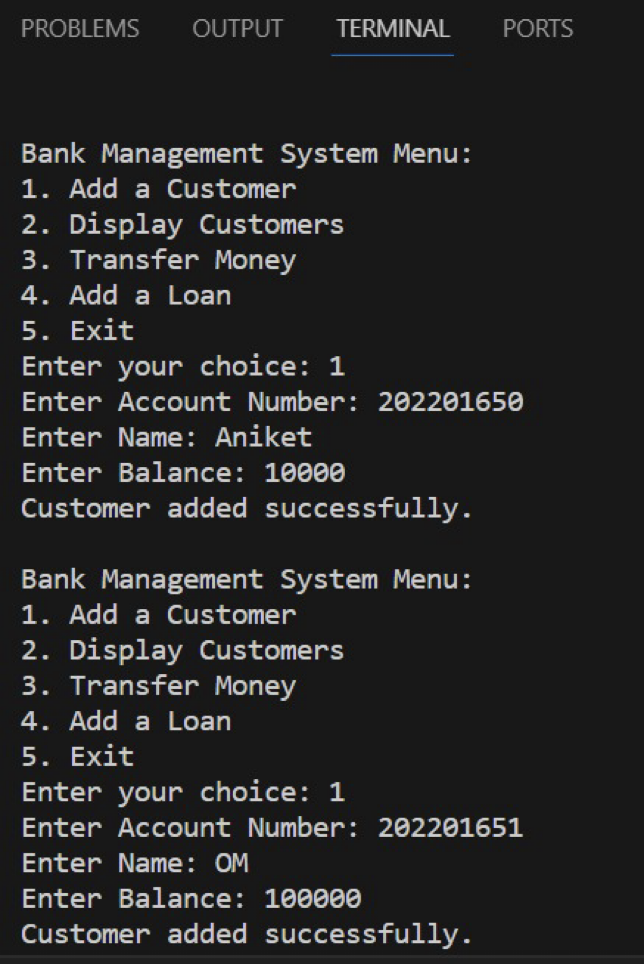 PROBLEMS OUTPUT TERMINAL PORTS
Bank Management System Menu:
1. Add a Customer
2. Display Customers
3. Transfer Money
4. Add a Loan
5. Exit
Enter your choice: 1
Enter Account Number: 202201650
Enter Name: Aniket
Enter Balance: 10000
Customer added successfully.
Bank Management System Menu:
1. Add a Customer
2. Display Customers
3. Transfer Money
4. Add a Loan
5. Exit
Enter your choice: 1
Enter Account Number: 202201651
Enter Name: OM
Enter Balance: 100000
Customer added successfully.